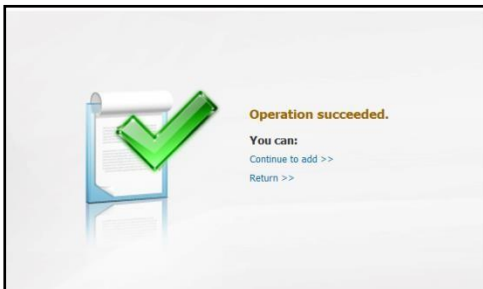 Operation succeeded.
You can:
Continue to add >>
Return >>